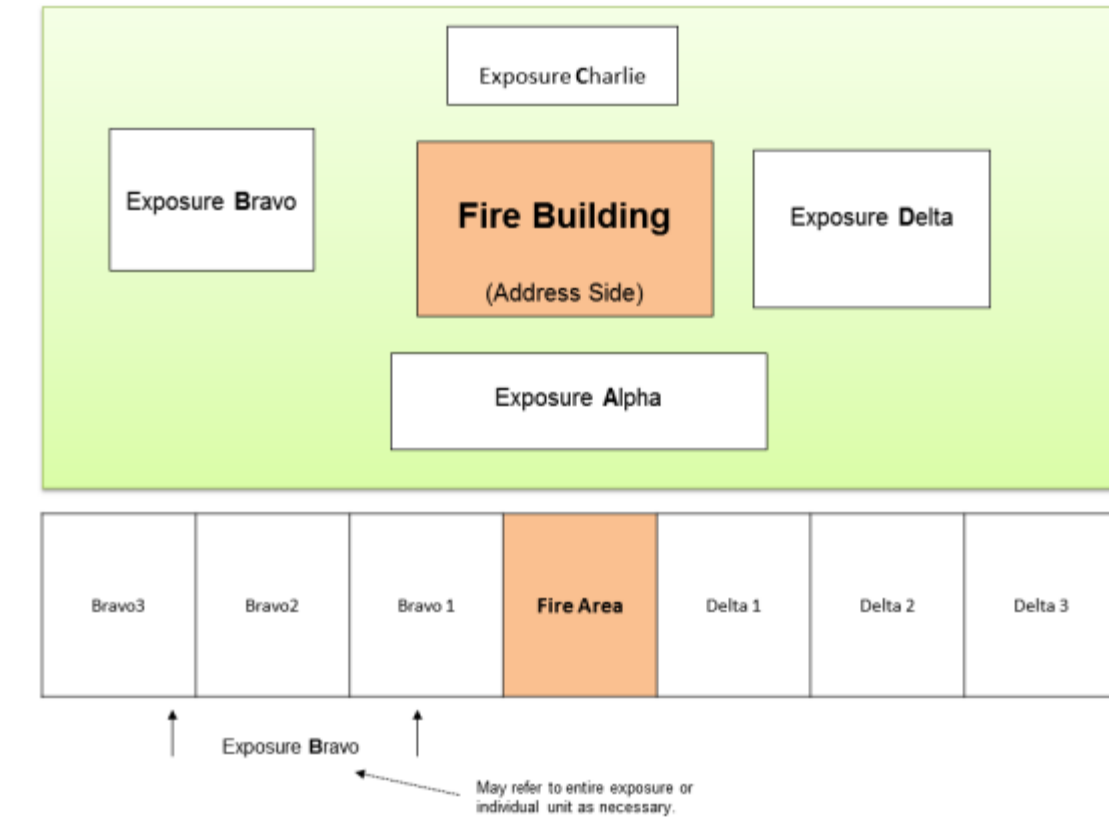 Exposure Charlie
Exposure Bravo
Fire Building
(Address Side)
Exposure Delta
Exposure Alpha
Bravo3
Bravo2
Bravo 1
Fire Area
Delta 1
Delta 2
Delta 3
Exposure Bravo
May refer to entire exposure or
individual unit as necessary.